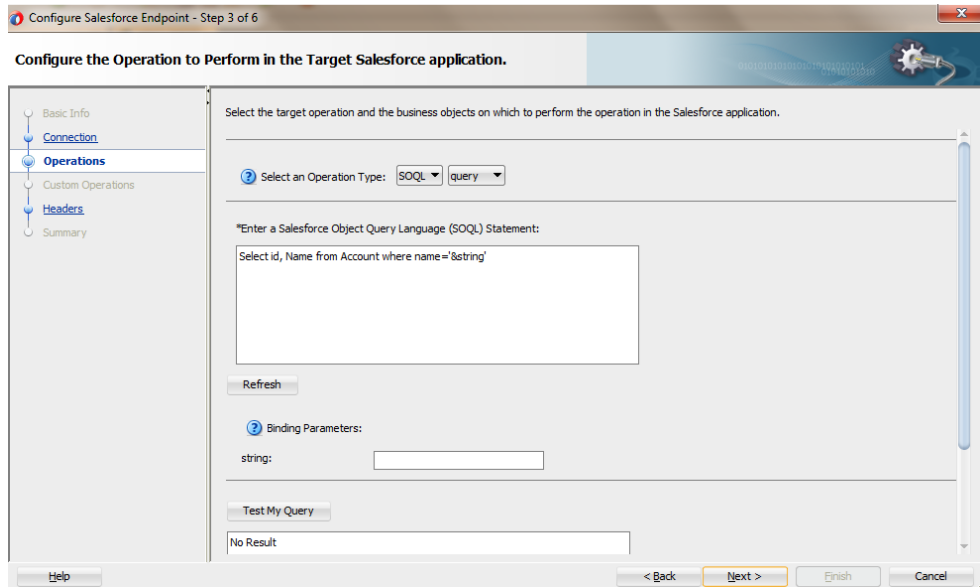 Configure Salesforce Endpoint - Step 3 of 6
Configure the Operation to Perform in the Target Salesforce application.
Basic Info
Connection
Operations
Custom Operations
Headers
Summary
Select the target operation and the business objects on which to perform the operation in the Salesforce application.
Select an Operation Type: SOQL query
*Enter a Salesforce Object Query Language (SOQL) Statement:
Select id, Name from Account where name='&string'
Refresh
Binding Parameters:
string:
Test My Query
No Result
Help
< Back Next > Finish Cancel